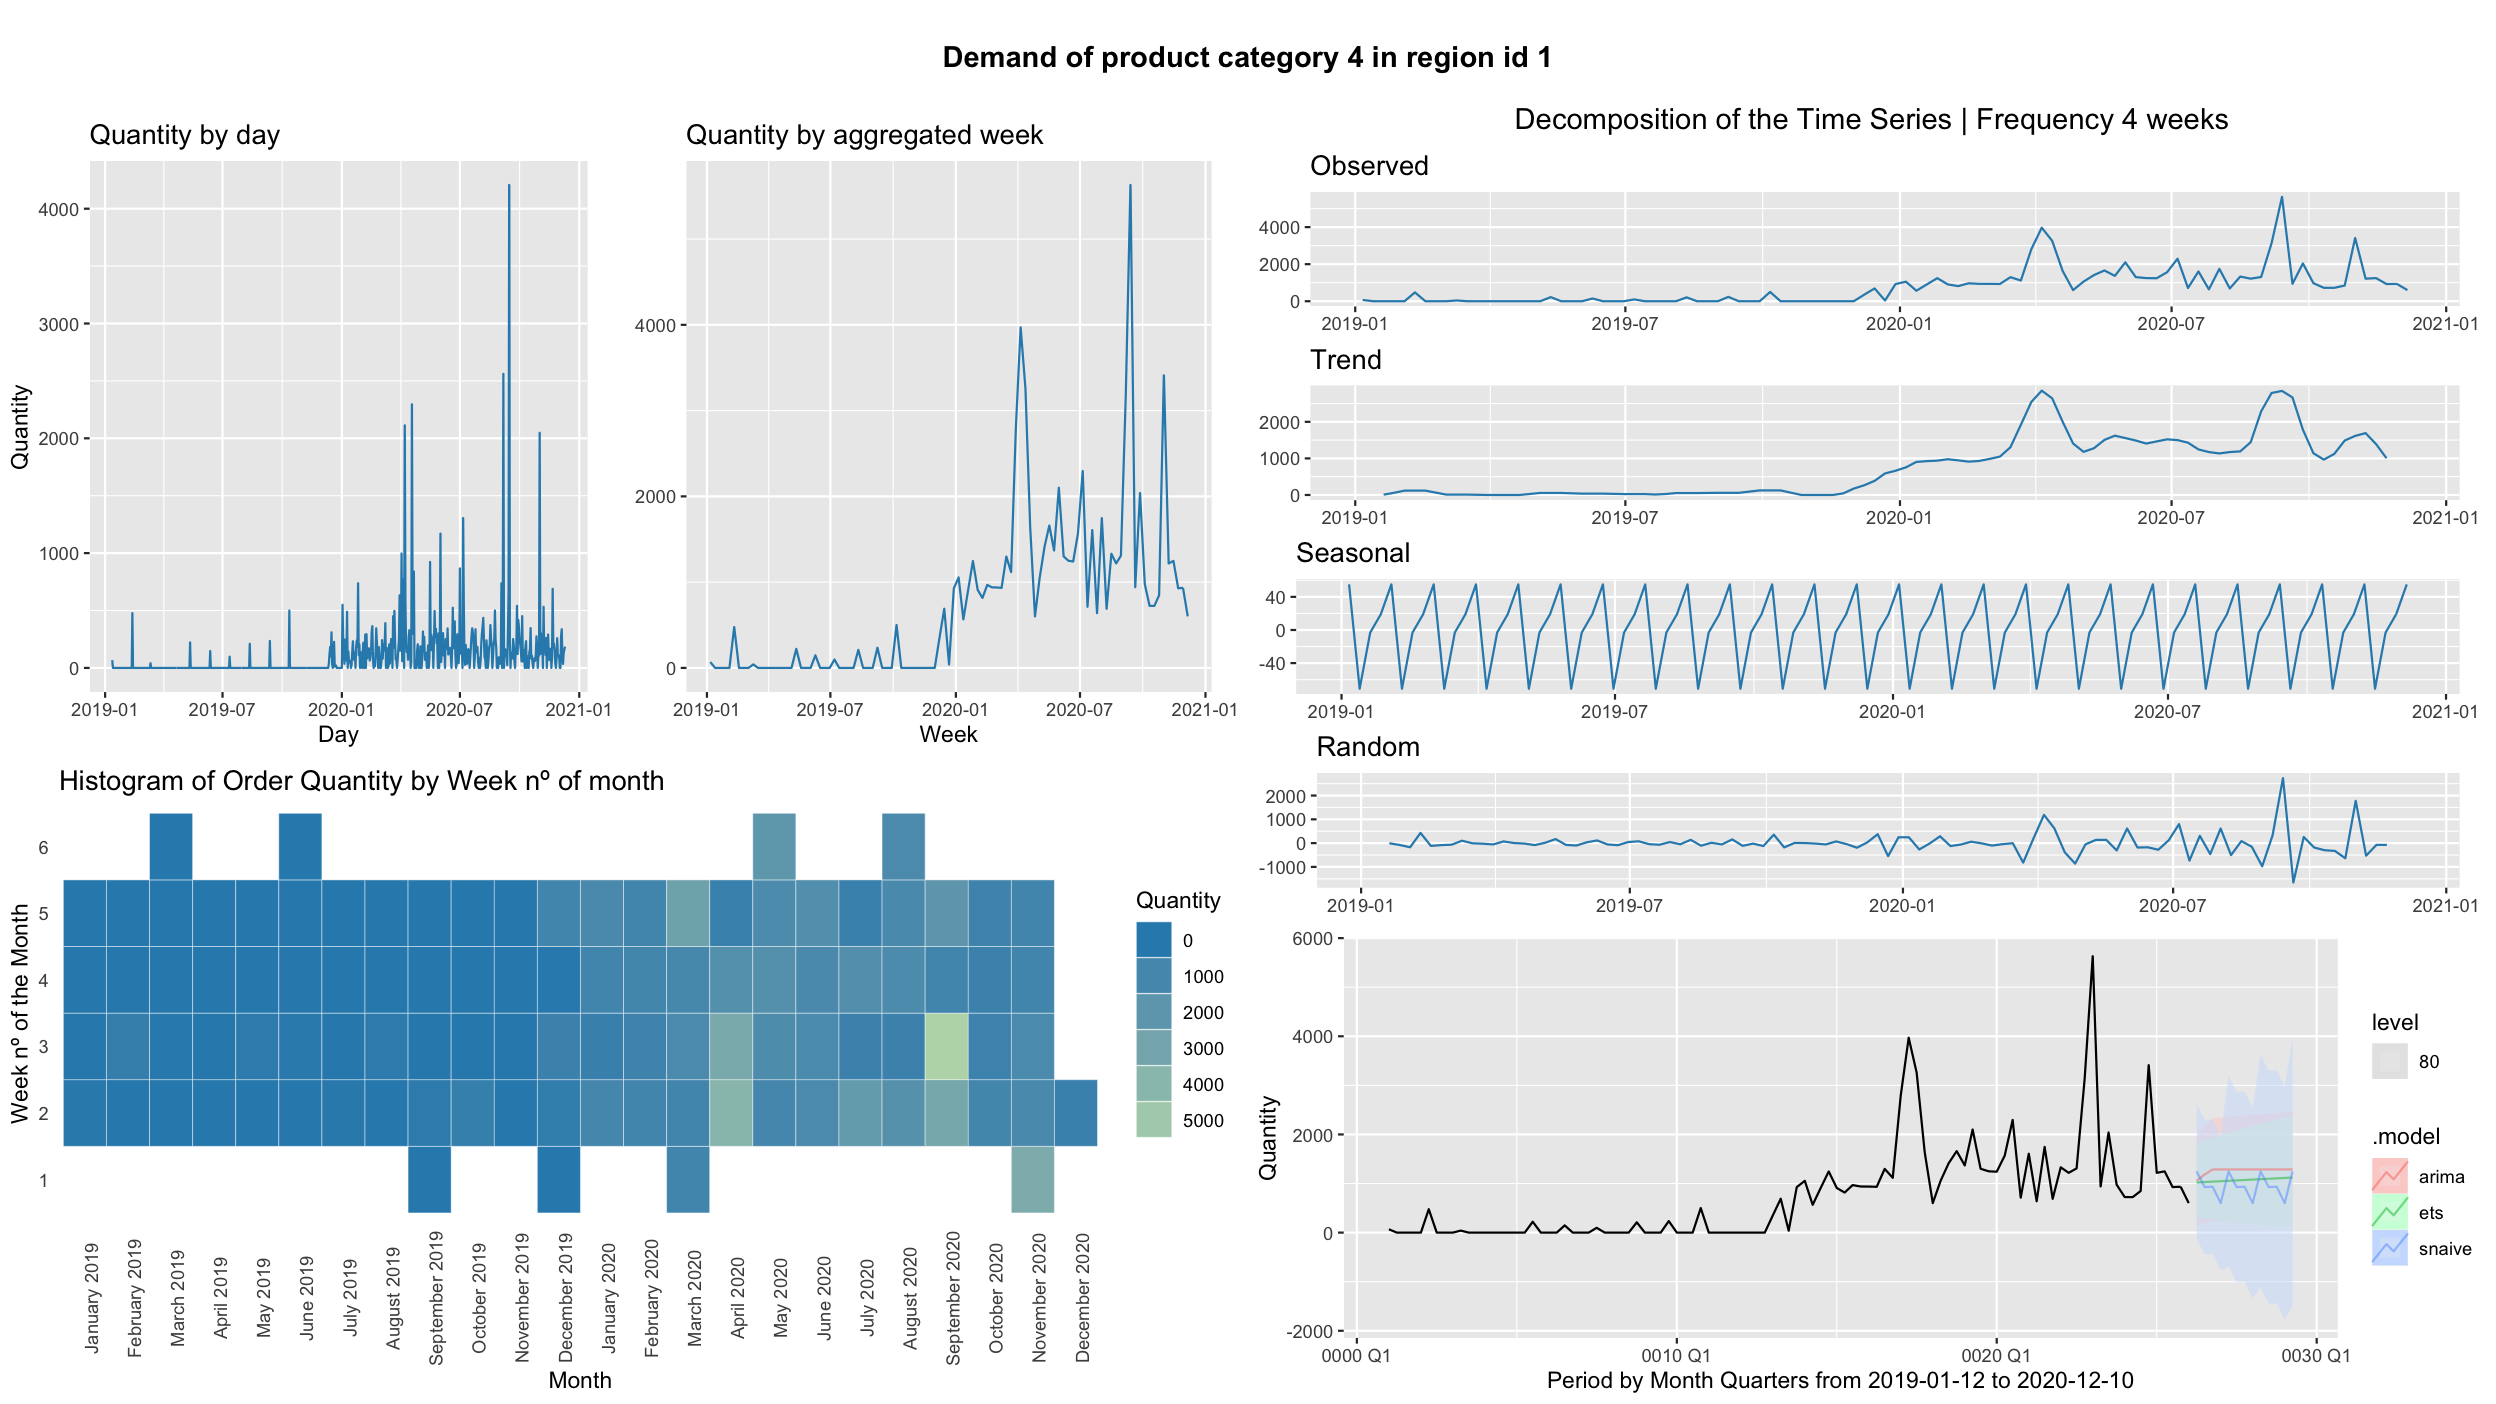 Demand of product category 4 in region id 1
Quantity by day
4000
3000
2000
1000
0
Quantity
2019-01 2019-07 2020-01 2020-07 2021-01
Day
Quantity by aggregated week
4000
2000
0
2019-01 2019-07 2020-01 2020-07 2021-01
Week
Decomposition of the Time Series | Frequency 4 weeks
Observed
4000
2000
0
2019-01 2019-07 2020-01 2020-07 2021-01
Trend
2000
1000
0
2019-01 2019-07 2020-01 2020-07 2021-01
Seasonal
40
0
-40
2019-01 2019-07 2020-01 2020-07 2021-01
Random
2000
1000
0
-1000
2019-01 2019-07 2020-01 2020-07 2021-01
Histogram of Order Quantity by Week nº of month
6
5
4
3
2
1
Week nº of the Month
January 2019
February 2019
March 2019
April 2019
May 2019
June 2019
July 2019
August 2019
September 2019
October 2019
November 2019
December 2019
January 2020
February 2020
March 2020
April 2020
May 2020
June 2020
July 2020
August 2020
September 2020
October 2020
November 2020
December 2020
Month
Quantity
0
1000
2000
3000
4000
5000
6000
4000
2000
0
-2000
Quantity
0000 Q1 0010 Q1 0020 Q1 0030 Q1
Period by Month Quarters from 2019-01-12 to 2020-12-10
level
80
.model
arima
ets
snaive